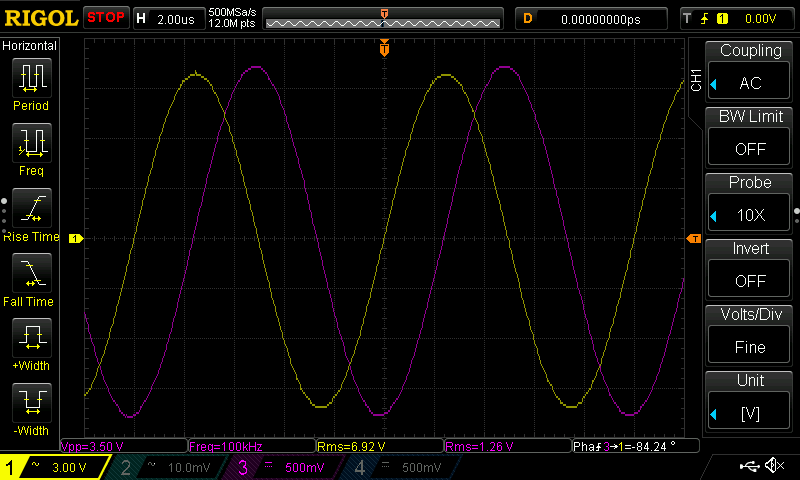 RIGOL STOP H 2.00us 500MSa/s 12.0M pts T D 0.00000000ps T 1 0.00V
Horizontal
Period
Freq
Rise Time
Fall Time
+Width
-Width
T
1
T
CH1
Coupling
AC
BW Limit
OFF
Probe
10X
Invert
OFF
Volts/Div
Fine
Unit
[V]
Vpp=3.50 V Freq=100kHz Rms=6.92 V Rms=1.26 V Pha 3→1=-84.24 °
1 ~ 3.00 V 2 ~ 10.0mV 3 500mV 4 500mV